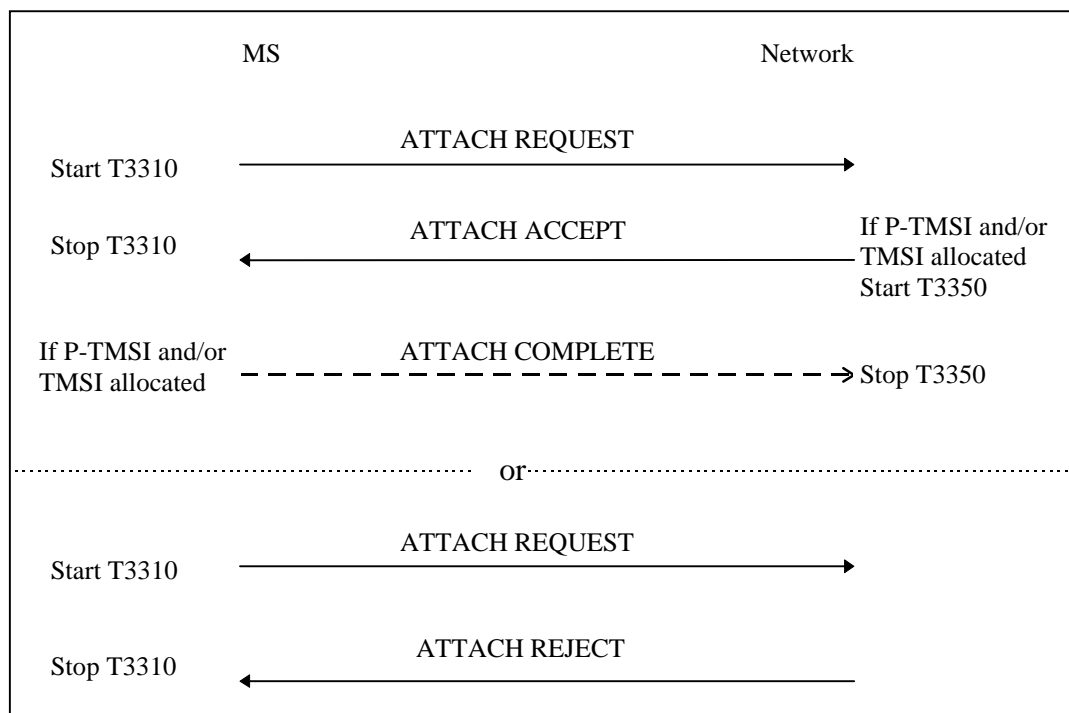 MS
Network
ATTACH REQUEST
Start T3310
ATTACH ACCEPT
Stop T3310
If P-TMSI and/or
TMSI allocated
Start T3350
If P-TMSI and/or
TMSI allocated
ATTACH COMPLETE
Stop T3350
or
ATTACH REQUEST
Start T3310
ATTACH REJECT
Stop T3310